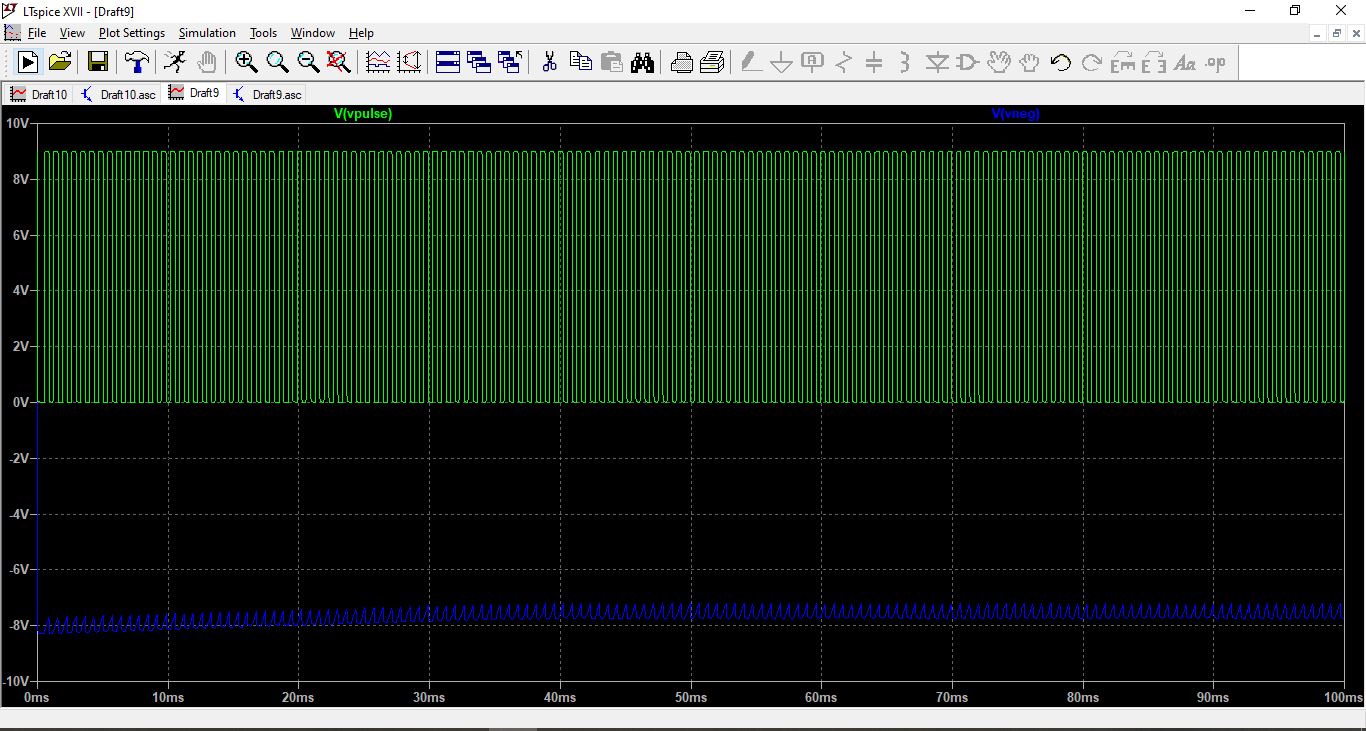 LTspice XVII - [Draft9]
File View Plot Settings Simulation Tools Window Help
Draft10 Draft10.asc Draft9 Draft9.asc
V(vpulse) V(vneg)
10V
8V
6V
4V
2V
0V
-2V
-4V
-6V
-8V
-10V
0ms 10ms 20ms 30ms 40ms 50ms 60ms 70ms 80ms 90ms 100ms